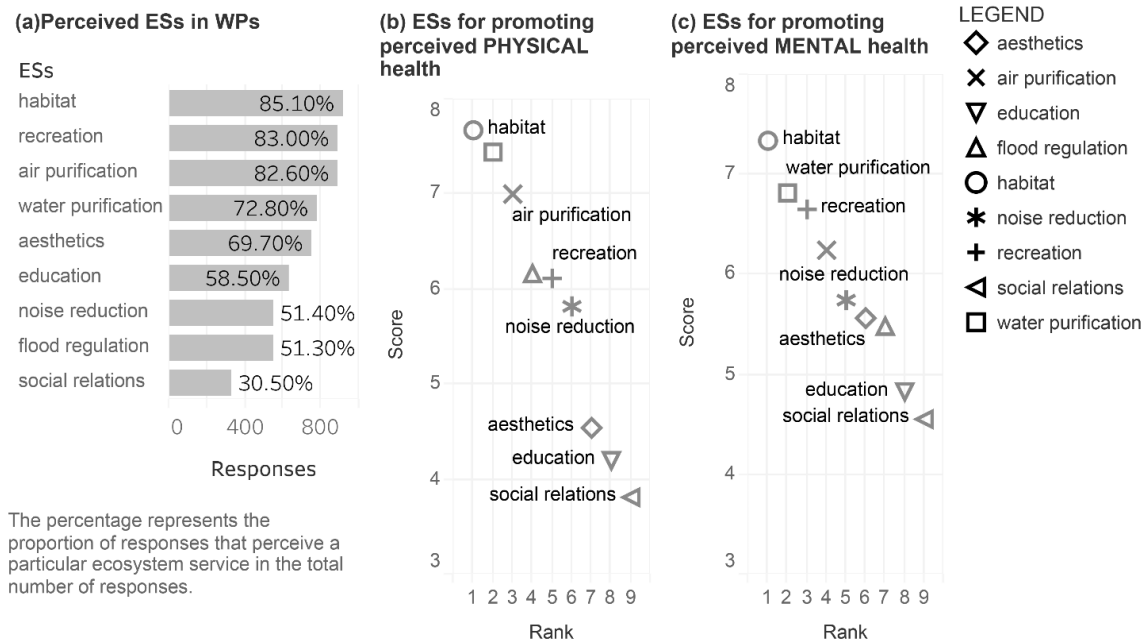 (a)Perceived ESs in WPs
ESs
habitat
85.10%
recreation
83.00%
air purification
82.60%
water purification
72.80%
aesthetics
69.70%
education
58.50%
noise reduction
51.40%
flood regulation
51.30%
social relations
30.50%
0 400 800
Responses
The percentage represents the
proportion of responses that perceive a
particular ecosystem service in the total
number of responses.
(b) ESs for promoting
perceived PHYSICAL
health
Score
8
7
6
5
4
3
habitat
air purification
recreation
noise reduction
aesthetics
education
social relations
1 2 3 4 5 6 7 8 9
Rank
(c) ESs for promoting
perceived MENTAL health
Score
8
7
6
5
4
3
habitat
water purification
recreation
noise reduction
aesthetics
education
social relations
1 2 3 4 5 6 7 8 9
Rank
LEGEND
aesthetics
air purification
education
flood regulation
habitat
noise reduction
recreation
social relations
water purification